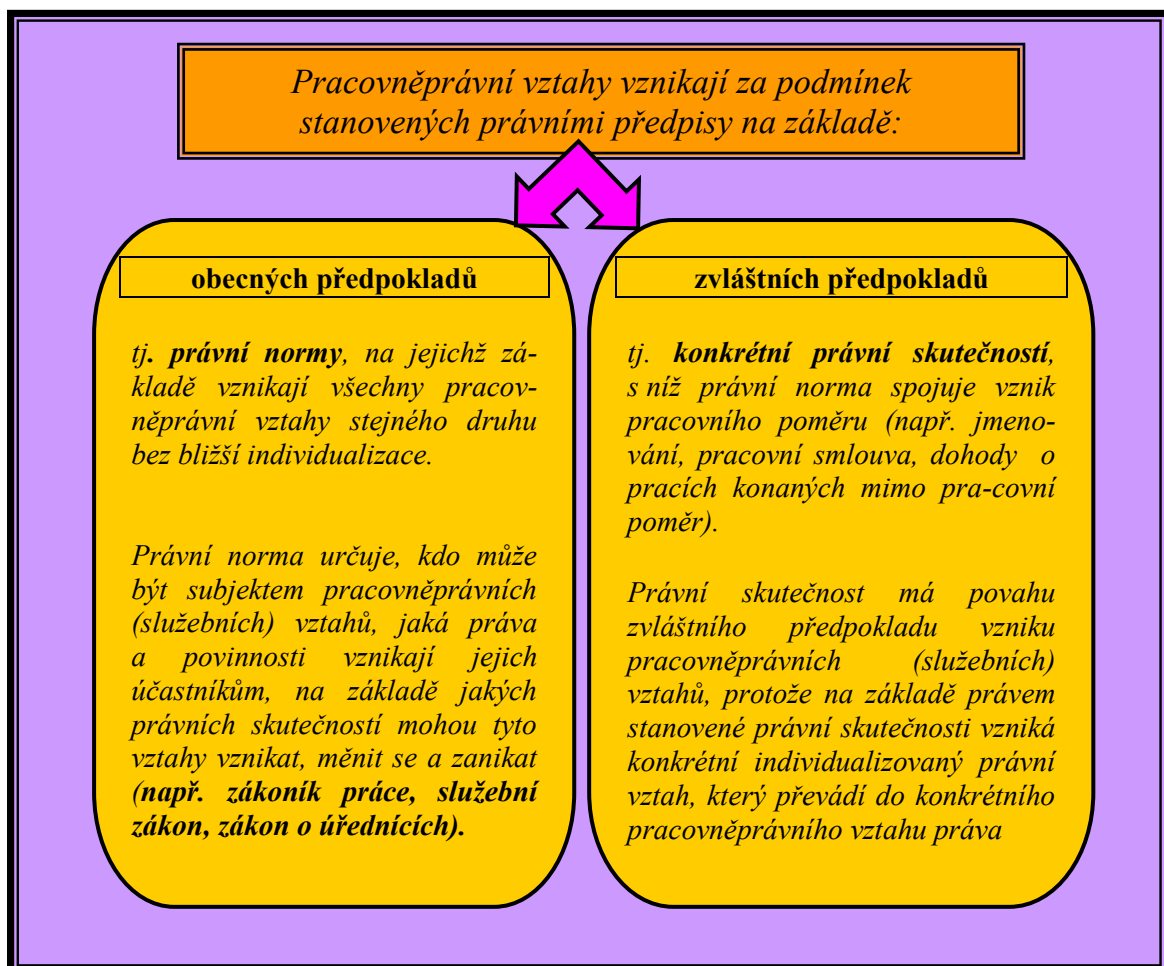 Pracovněprávní vztahy vznikají za podmínek
stanovených právními předpisy na základě:
obecných předpokladů
tj. právní normy, na jejichž zá-
kladě vznikají všechny pracov-
něprávní vztahy stejného druhu
bez bližší individualizace.
Právní norma určuje, kdo může
být subjektem pracovněprávních
(služebních) vztahů, jaká práva
a povinnosti vznikají jejich
účastníkům, na základě jakých
právních skutečností mohou tyto
vztahy vznikat, měnit se a zanikat
(např. zákoník práce, služební
zákon, zákon o úřednících).
zvláštních předpokladů
tj. konkrétní právní skutečností,
s níž právní norma spojuje vznik
pracovního poměru (např. jmeno-
vání, pracovní smlouva, dohody o
pracích konaných mimo pra-covní
poměr).
Právní skutečnost má povahu
zvláštního předpokladu vzniku
pracovněprávních (služebních)
vztahů, protože na základě právem
stanovené právní skutečnosti vzniká
konkrétní individualizovaný právní
vztah, který převádí do konkrétního
pracovněprávního vztahu práva